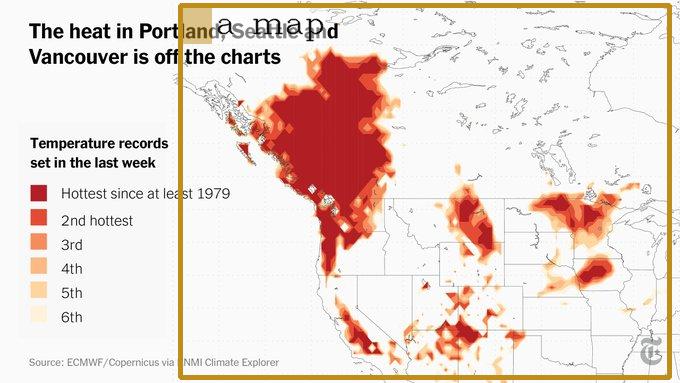 a map
The heat in Portland, Seattle and
Vancouver is off the charts
Temperature records
set in the last week
Hottest since at least 1979
2nd hottest
3rd
4th
5th
6th
Source: ECMWF/Copernicus via KNMI Climate Explorer
T